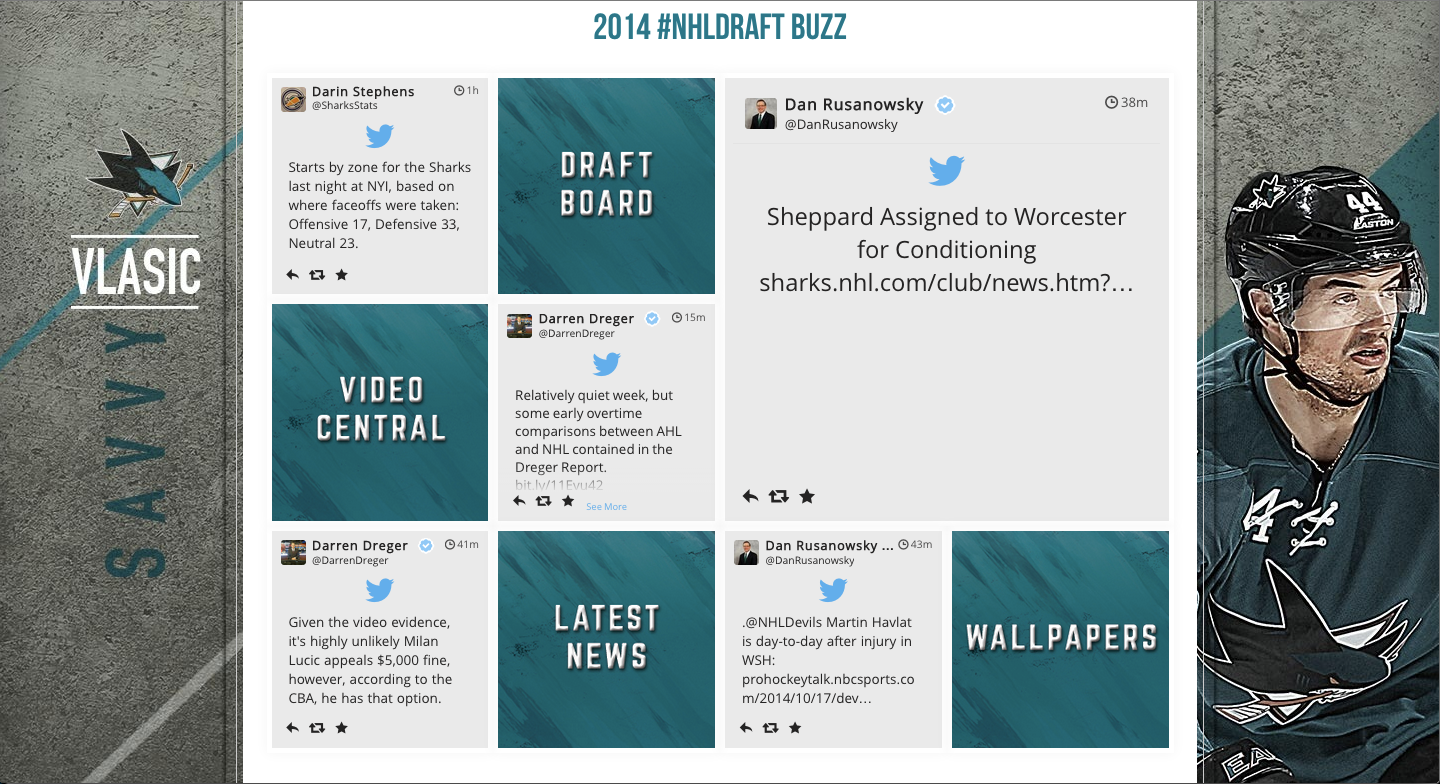 2014 #NHLDRAFT BUZZ
VLASIC
SAVVY
Darin Stephens
1h
@SharksStats
Starts by zone for the Sharks
last night at NYI, based on
where faceoffs were taken:
Offensive 17, Defensive 33,
Neutral 23.
DRAFT
BOARD
Dan Rusanowsky
38m
@DanRusanowsky
Sheppard Assigned to Worcester
for Conditioning
sharks.nhl.com/club/news.htm?…
VIDEO
CENTRAL
Darren Dreger
15m
@DarrenDreger
Relatively quiet week, but
some early overtime
comparisons between AHL
and NHL contained in the
Dreger Report.
bit.ly/11Evu42
See More
Darren Dreger
41m
@DarrenDreger
Given the video evidence,
it's highly unlikely Milan
Lucic appeals $5,000 fine,
however, according to the
CBA, he has that option.
LATEST
NEWS
Dan Rusanowsky ...
43m
@DanRusanowsky
.@NHLDevils Martin Havlat
is day-to-day after injury in
WSH:
prohockeytalk.nbcsports.co
m/2014/10/17/dev…
WALLPAPERS
44
EASTON
44
EA